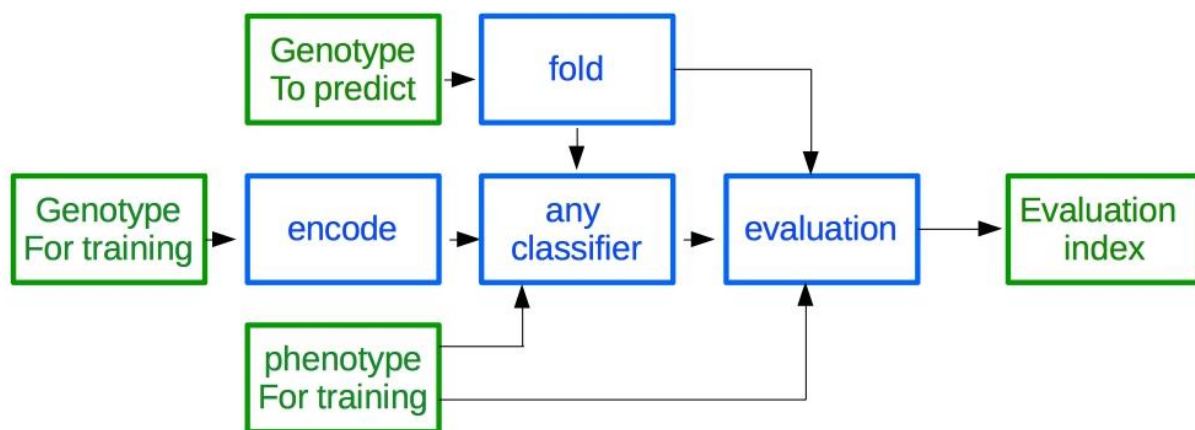 Genotype
To predict
fold
Genotype
For training
encode
any
classifier
evaluation
Evaluation
index
phenotype
For training